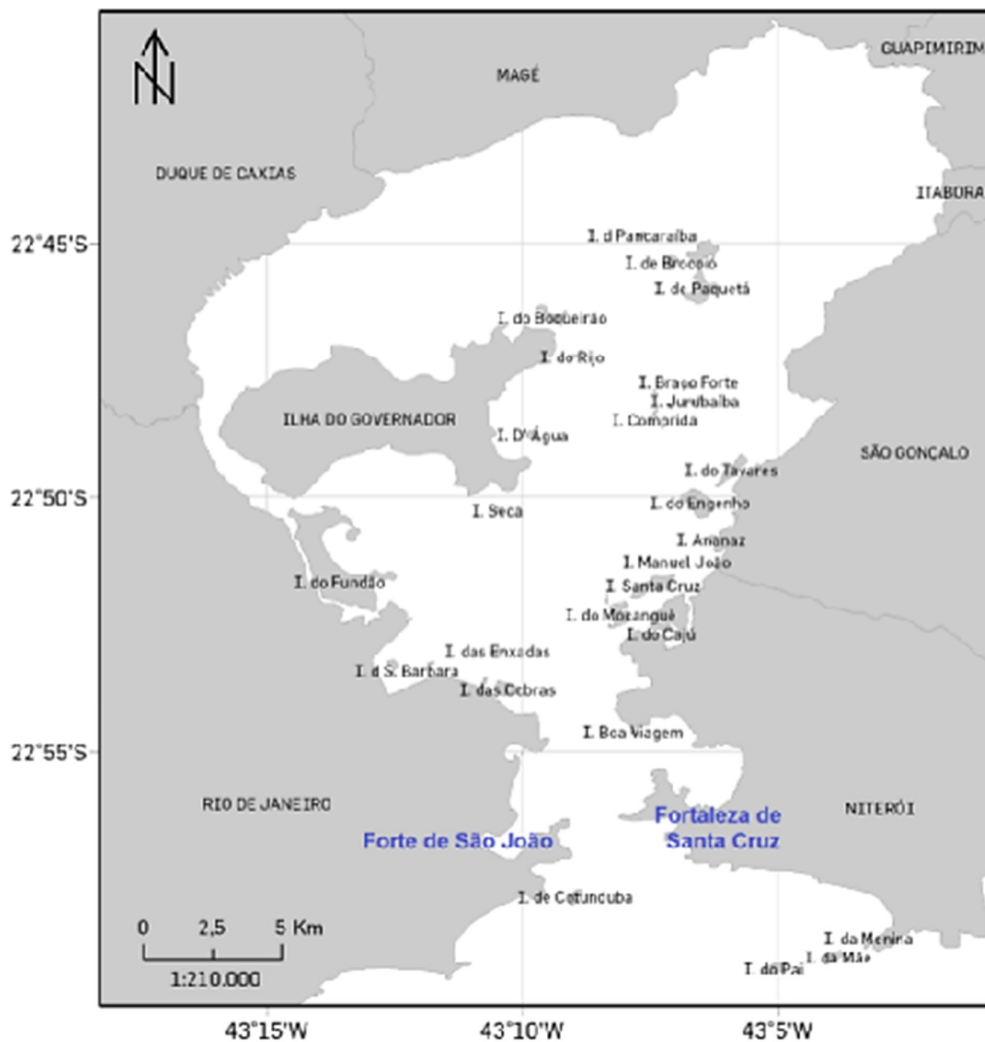 N
GUAPIMIRIM
MAGÉ
DUQUE DE CAXIAS
ITABORA
22°45'S
I. d Pancaraíba
I. de Brocoió
I. de Paquetá
I. do Boqueirão
I. do Rijo
I. Braço Forte
I. Jurubaíba
I. Comprida
ILHA DO GOVERNADOR
I. D'Água
SÃO GONÇALO
I. do Tavares
22°50'S
I. do Engenho
I. Seca
I. Ananaz
I. Manuel João
I. do Fundão
I. Santa Cruz
I. do Mocanguê
I. do Cajú
I. das Enxadas
I. d S. Barbara
I. das Cobras
I. Boa Viagem
22°55'S
RIO DE JANEIRO
NITERÓI
Fortaleza de
Santa Cruz
Forte de São João
I. de Cotunduba
0 2,5 5 Km
1:210.000
I. da Menina
I. da Mãe
I. do Pai
43°15'W 43°10'W 43°5'W